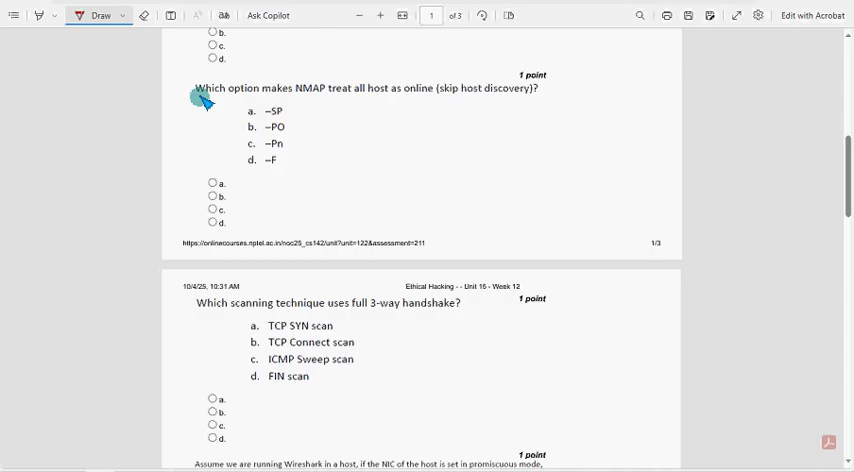 Draw
Ask Copilot
1 of 3
Edit with Acrobat
b.
c.
d.
1 point
Which option makes NMAP treat all host as online (skip host discovery)?
a. –SP
b. –PO
c. –Pn
d. –F
a.
b.
c.
d.
https://onlinecourses.nptel.ac.in/noc25_cs142/unit?unit=122&assessment=211 1/3
10/4/25, 10:31 AM Ethical Hacking - - Unit 15 - Week 12
1 point
Which scanning technique uses full 3-way handshake?
a. TCP SYN scan
b. TCP Connect scan
c. ICMP Sweep scan
d. FIN scan
a.
b.
c.
d.
1 point
Assume we are running Wireshark in a host, if the NIC of the host is set in promiscuous mode,